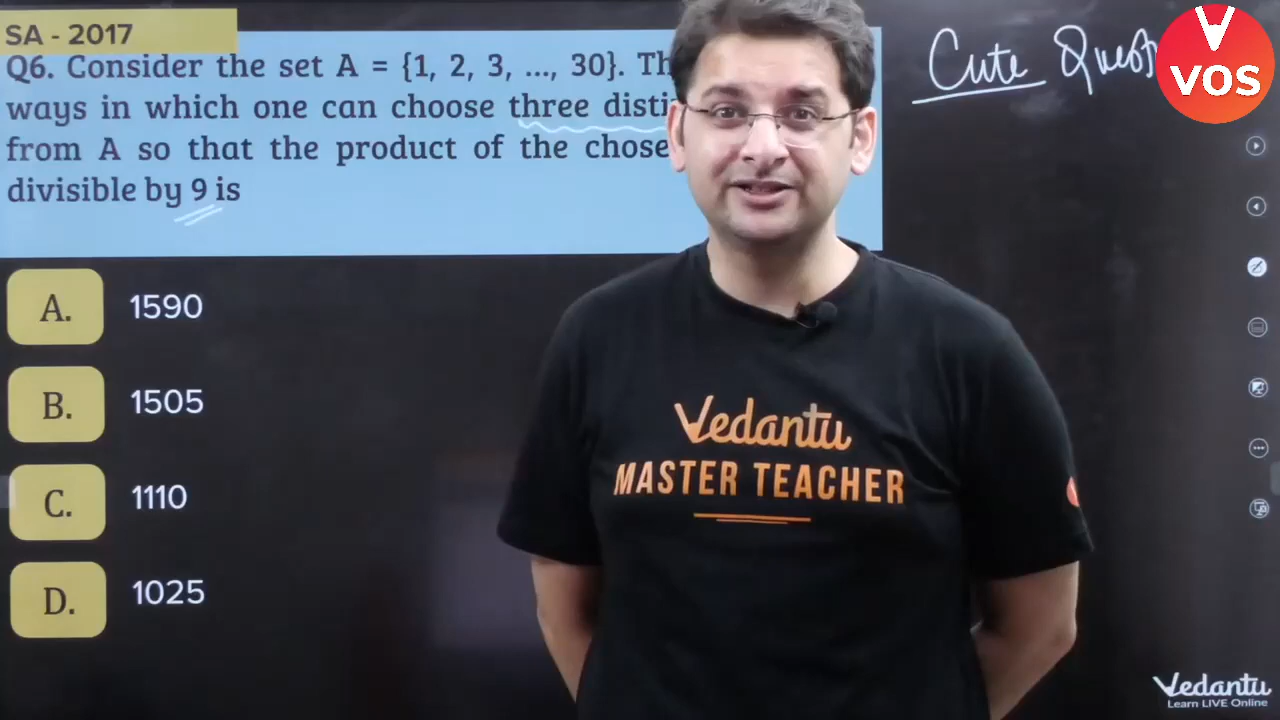 SA - 2017
Q6. Consider the set A = {1, 2, 3, ..., 30}. Th
ways in which one can choose three disti
from A so that the product of the chose
divisible by 9 is
A. 1590
B. 1505
C. 1110
D. 1025
Cute Quest
VOS
Vedantu
MASTER TEACHER
Vedantu
Learn LIVE Online